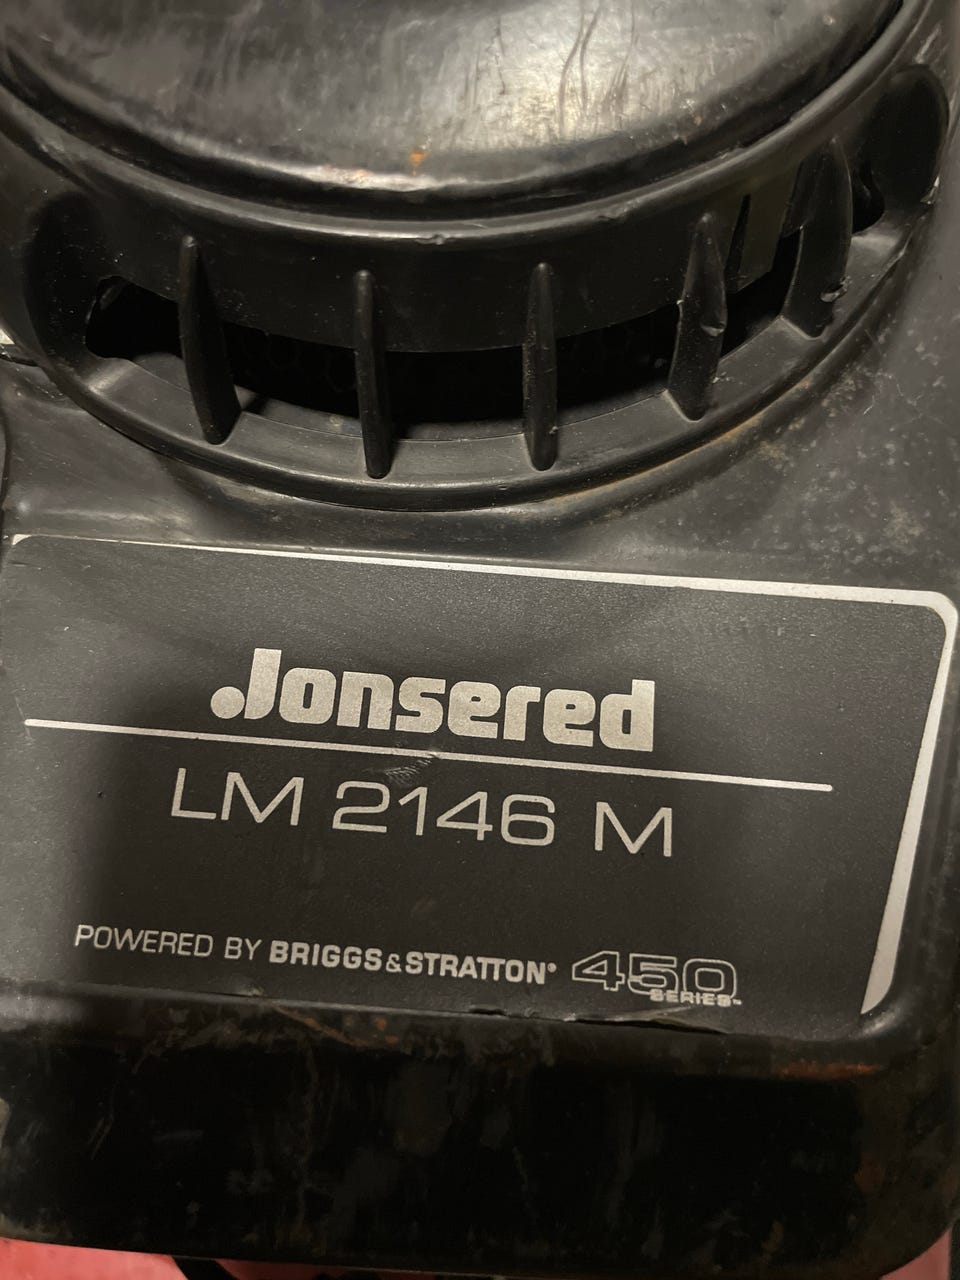 Jonsered
LM 2146 M
POWERED BY BRIGGS&STRATTON® 450
SERIES™